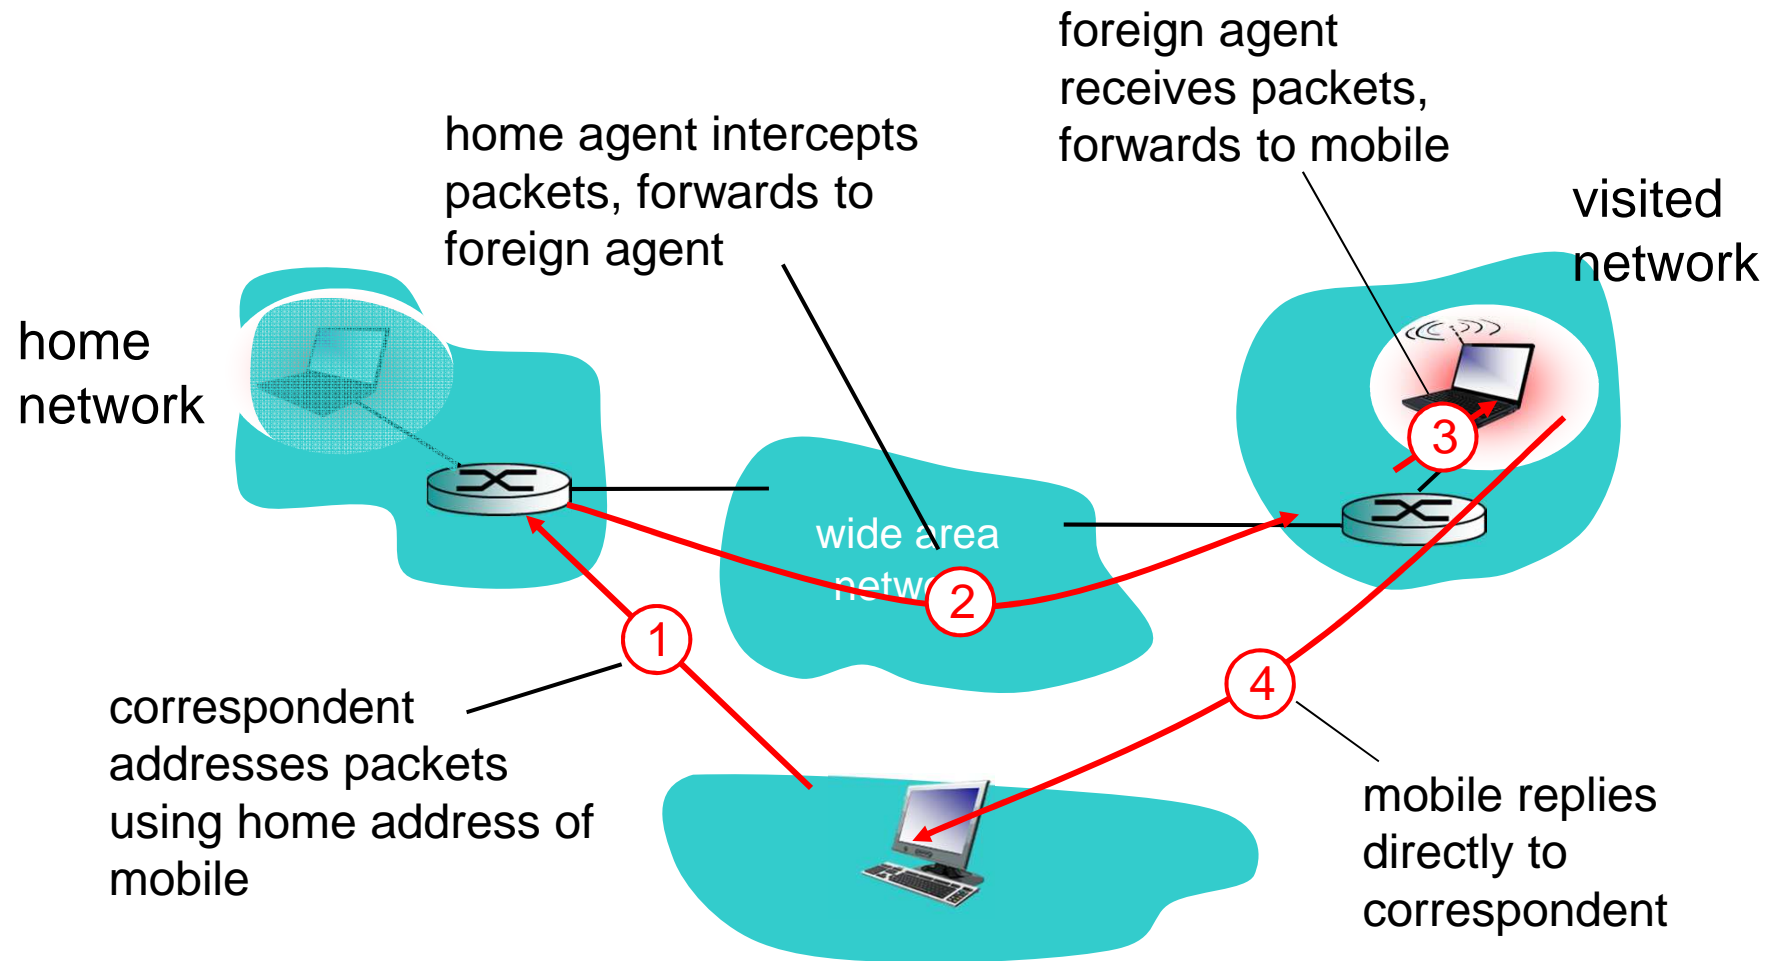 foreign agent
receives packets,
forwards to mobile
home agent intercepts
packets, forwards to
foreign agent
visited
network
home
network
3
wide area
netw
2
1
4
correspondent
addresses packets
using home address of
mobile
mobile replies
directly to
correspondent